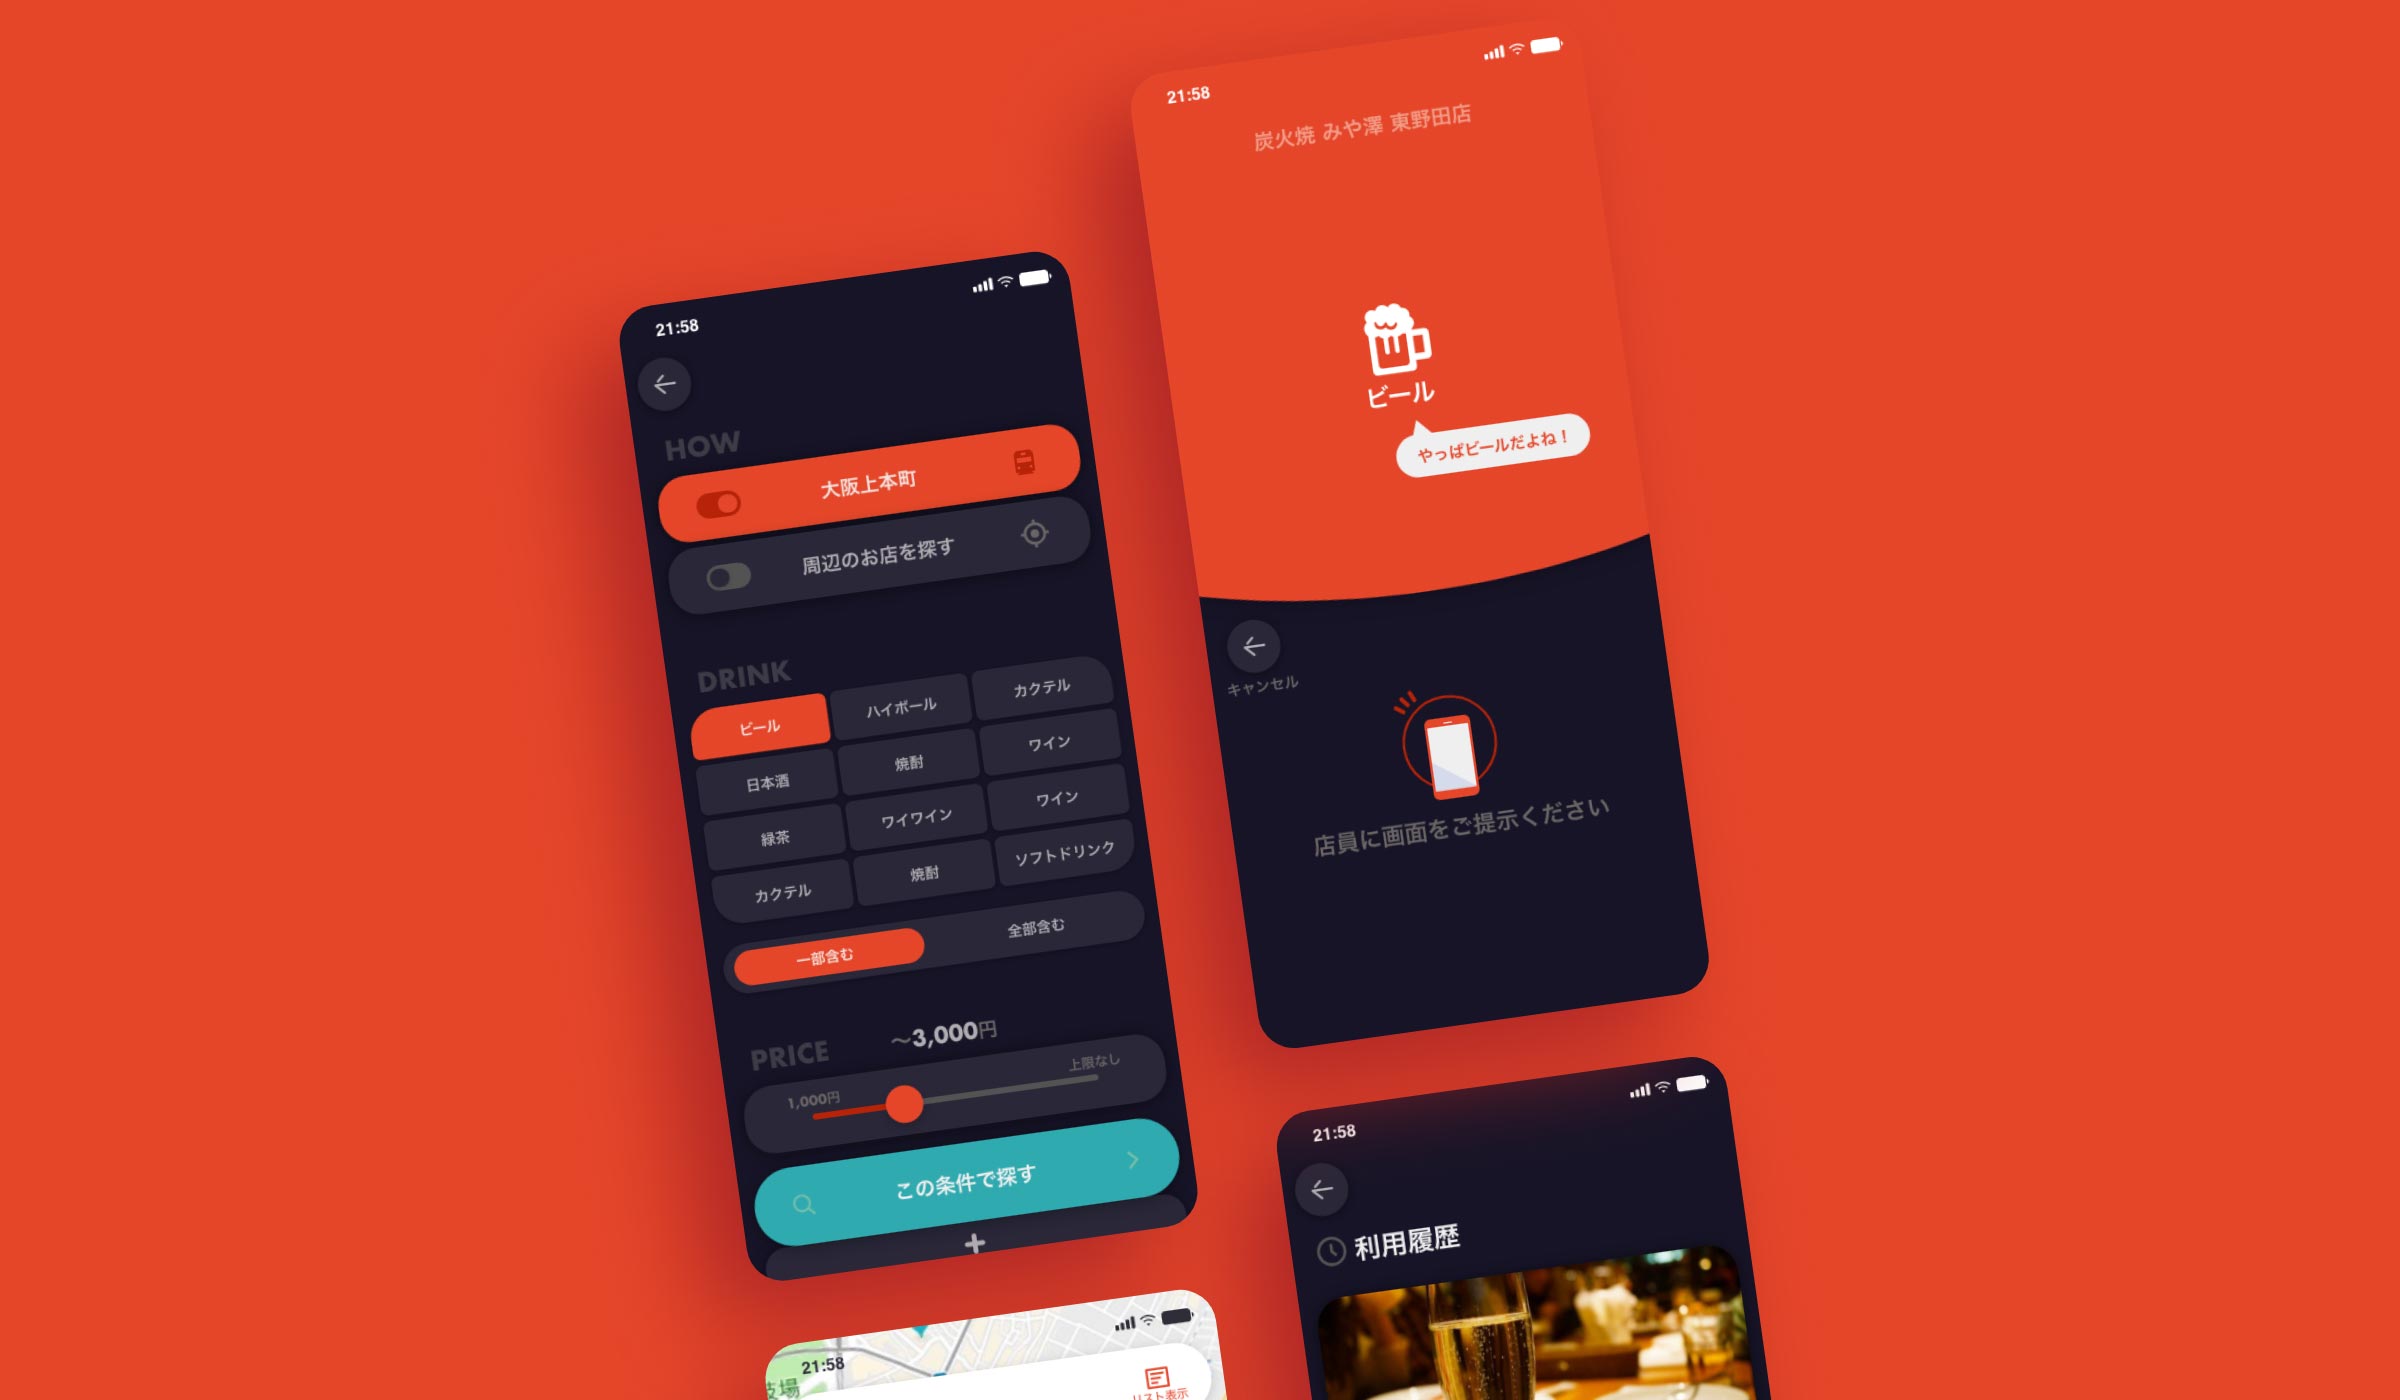 21:58
HOW
大阪上本町
周辺のお店を探す
DRINK
ビール
ハイボール
カクテル
日本酒
焼酎
ワイン
緑茶
ワイワイン
ワイン
カクテル
焼酎
ソフトドリンク
一部含む
全部含む
PRICE
〜3,000円
1,000円
上限なし
この条件で探す
21:58
炭火焼 みや澤 東野田店
ビール
やっぱビールだよね！
キャンセル
店員に画面をご提示ください
21:58
技場
リスト表示
21:58
利用履歴